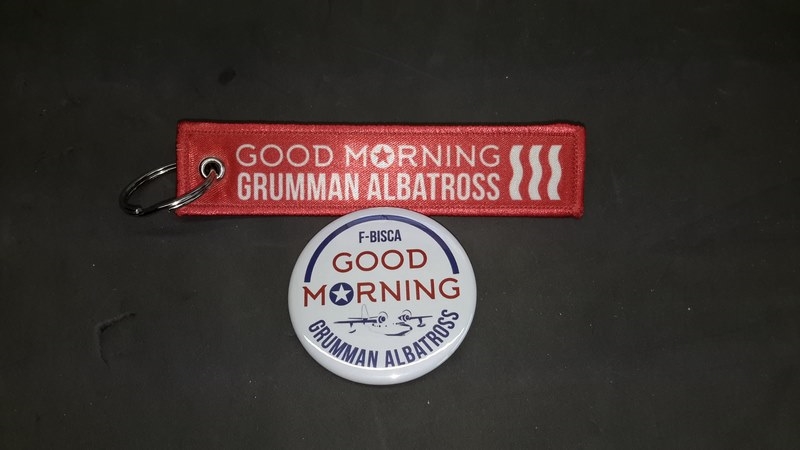 GOOD MORNING
GRUMMAN ALBATROSS
F-BISCA
GOOD
MORNING
GRUMMAN ALBATROSS